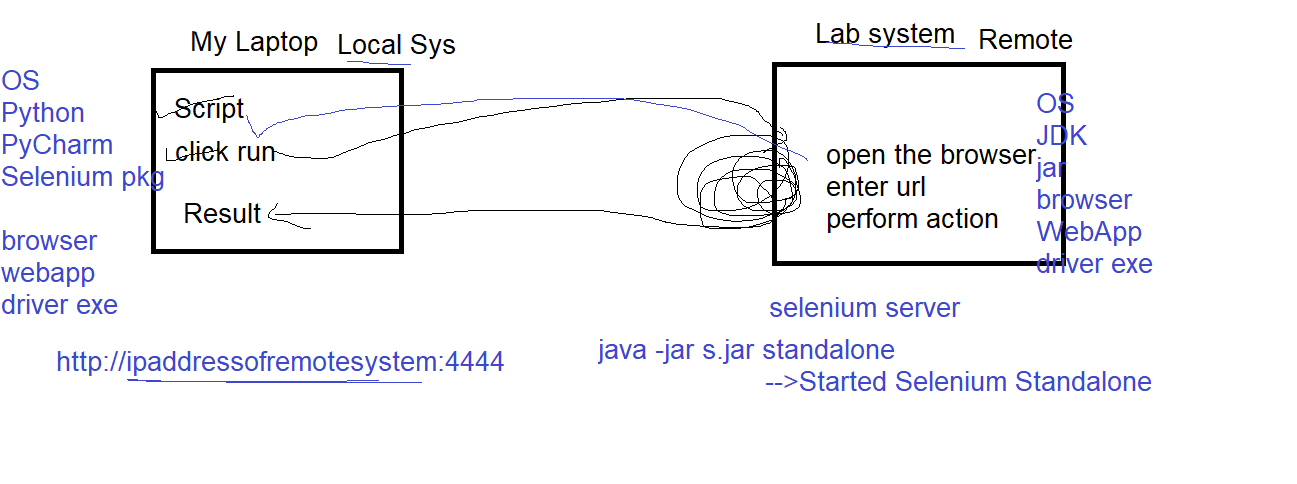 My Laptop Local Sys
OS
Python
PyCharm
Selenium pkg
browser
webapp
driver exe
Script
click run
Result
http://ipaddressofremotesystem:4444
Lab system Remote
open the browser
enter url
perform action
OS
JDK
jar
browser
WebApp
driver exe
selenium server
java -jar s.jar standalone
-->Started Selenium Standalone